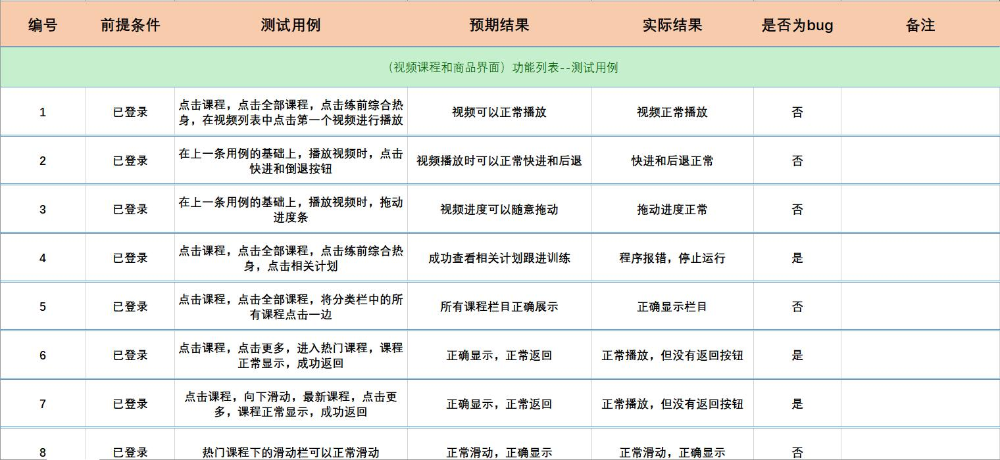 编号 前提条件 测试用例 预期结果 实际结果 是否为bug 备注
（视频课程和商品界面）功能列表--测试用例
1 已登录 点击课程，点击全部课程，点击练前综合热 视频可以正常播放 视频正常播放 否
身，在视频列表中点击第一个视频进行播放
2 已登录 在上一条用例的基础上，播放视频时，点击 视频播放时可以正常快进和后退 快进和后退正常 否
快进和倒退按钮
3 已登录 在上一条用例的基础上，播放视频时，拖动 视频进度可以随意拖动 拖动进度正常 否
进度条
4 已登录 点击课程，点击全部课程，点击练前综合热 成功查看相关计划跟进训练 程序报错，停止运行 是
身，点击相关计划
5 已登录 点击课程，点击全部课程，将分类栏中的所 所有课程栏目正确展示 正确显示栏目 否
有课程点击一边
6 已登录 点击课程，点击更多，进入热门课程，课程 正确显示，正常返回 正常播放，但没有返回按钮 是
正常显示，成功返回
7 已登录 点击课程，向下滑动，最新课程，点击更 正确显示，正常返回 正常播放，但没有返回按钮 是
多，课程正常显示，成功返回
8 已登录 热门课程下的滑动栏可以正常滑动 正常滑动，正确显示 正常滑动，正确显示 否